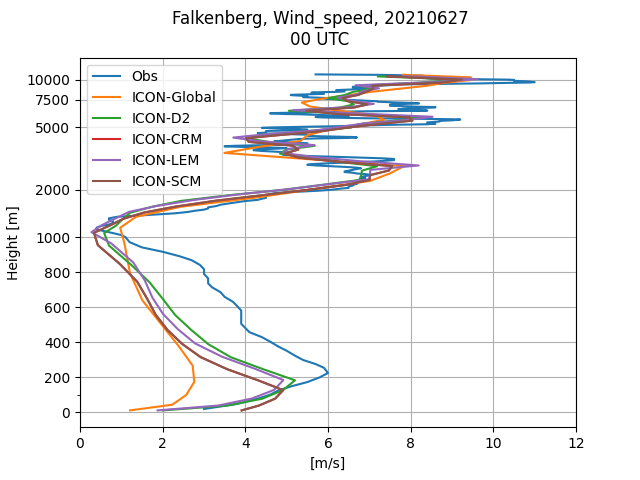 Falkenberg, Wind_speed, 20210627
00 UTC
Obs
ICON-Global
ICON-D2
ICON-CRM
ICON-LEM
ICON-SCM
Height [m]
10000
7500
5000
2000
1000
800
600
400
200
0
0 2 4 6 8 10 12
[m/s]